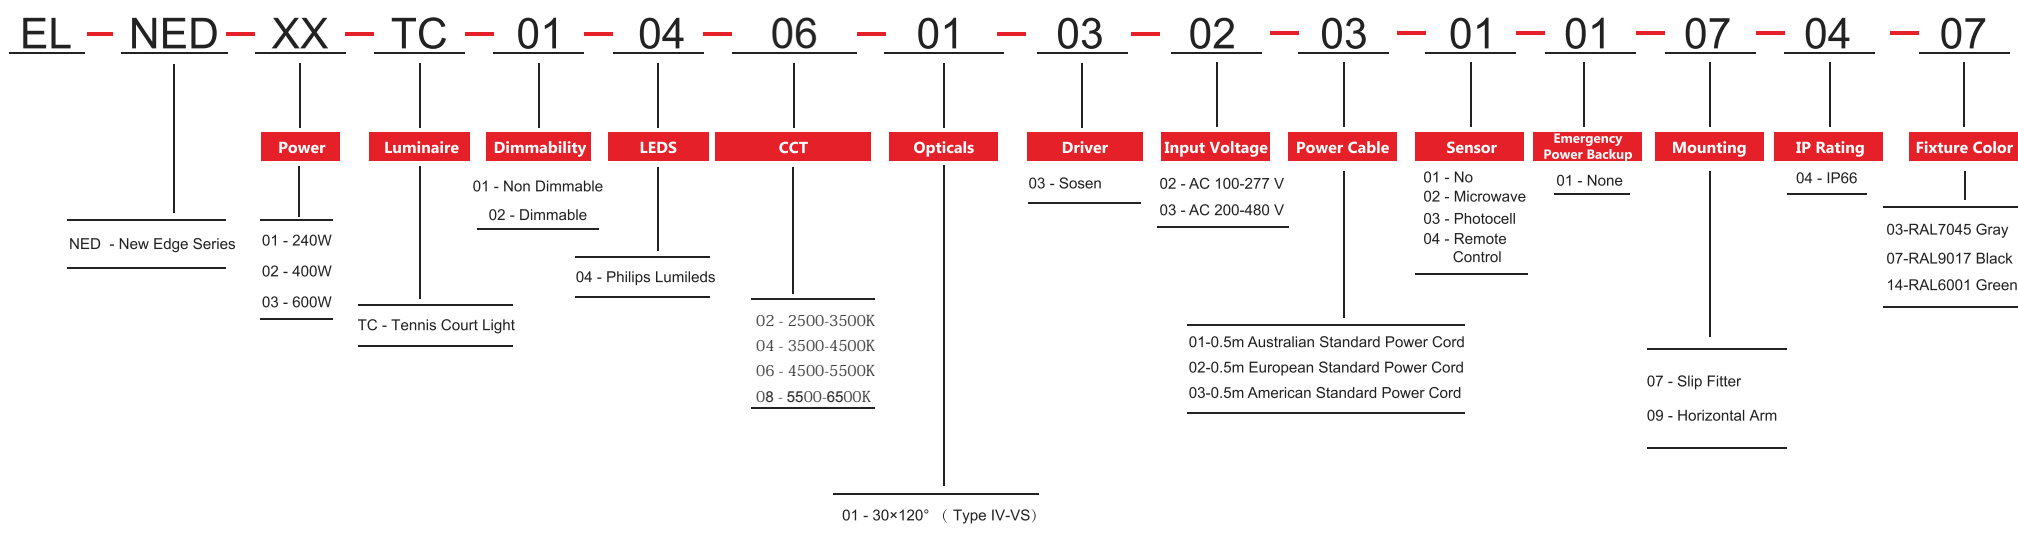 EL — NED — XX — TC — 01 — 04 — 06 — 01 — 03 — 02 — 03 — 01 — 01 — 07 — 04 — 07
NED - New Edge Series
Power
01 - 240W
02 - 400W
03 - 600W
Luminaire
TC - Tennis Court Light
Dimmability
01 - Non Dimmable
02 - Dimmable
LEDS
04 - Philips Lumileds
CCT
02 - 2500-3500K
04 - 3500-4500K
06 - 4500-5500K
08 - 5500-6500K
Opticals
01 - 30×120° ( Type IV-VS)
Driver
03 - Sosen
Input Voltage
02 - AC 100-277 V
03 - AC 200-480 V
Power Cable
01-0.5m Australian Standard Power Cord
02-0.5m European Standard Power Cord
03-0.5m American Standard Power Cord
Sensor
01 - No
02 - Microwave
03 - Photocell
04 - Remote
Control
Emergency
Power Backup
01 - None
Mounting
07 - Slip Fitter
09 - Horizontal Arm
IP Rating
04 - IP66
Fixture Color
03-RAL7045 Gray
07-RAL9017 Black
14-RAL6001 Green